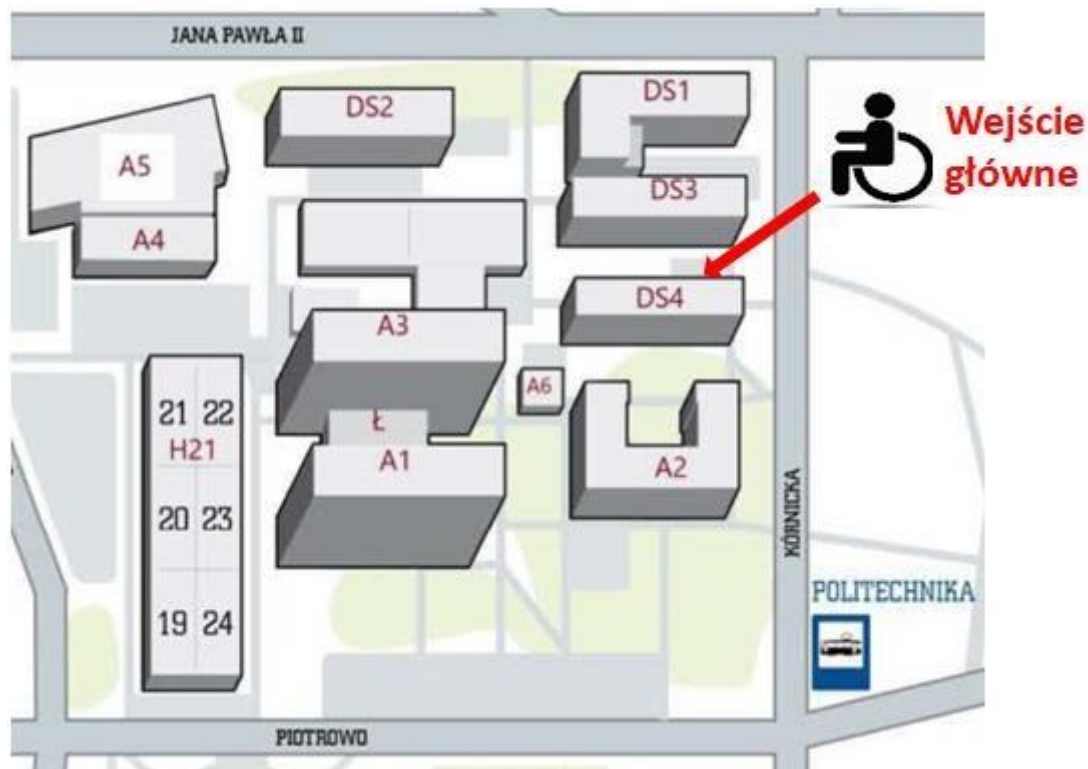 JANA PAWŁA II
DS2
DS1
Wejście
główne
A5
DS3
A4
DS4
A3
A6
21 22
H21
Ł
A1
A2
20 23
KÓRNICKA
POLITECHNIKA
19 24
PIOTROWO